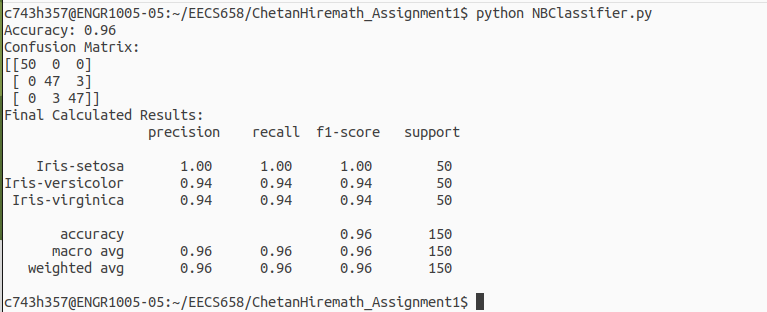 c743h357@ENGR1005-05:~/EECS658/ChetanHiremath_Assignment1$ python NBClassifier.py
Accuracy: 0.96
Confusion Matrix:
[[50  0  0]
 [ 0 47  3]
 [ 0  3 47]]
Final Calculated Results:
                  precision    recall  f1-score   support

    Iris-setosa       1.00      1.00      1.00        50
Iris-versicolor       0.94      0.94      0.94        50
 Iris-virginica       0.94      0.94      0.94        50

       accuracy                           0.96       150
      macro avg       0.96      0.96      0.96       150
   weighted avg       0.96      0.96      0.96       150

c743h357@ENGR1005-05:~/EECS658/ChetanHiremath_Assignment1$